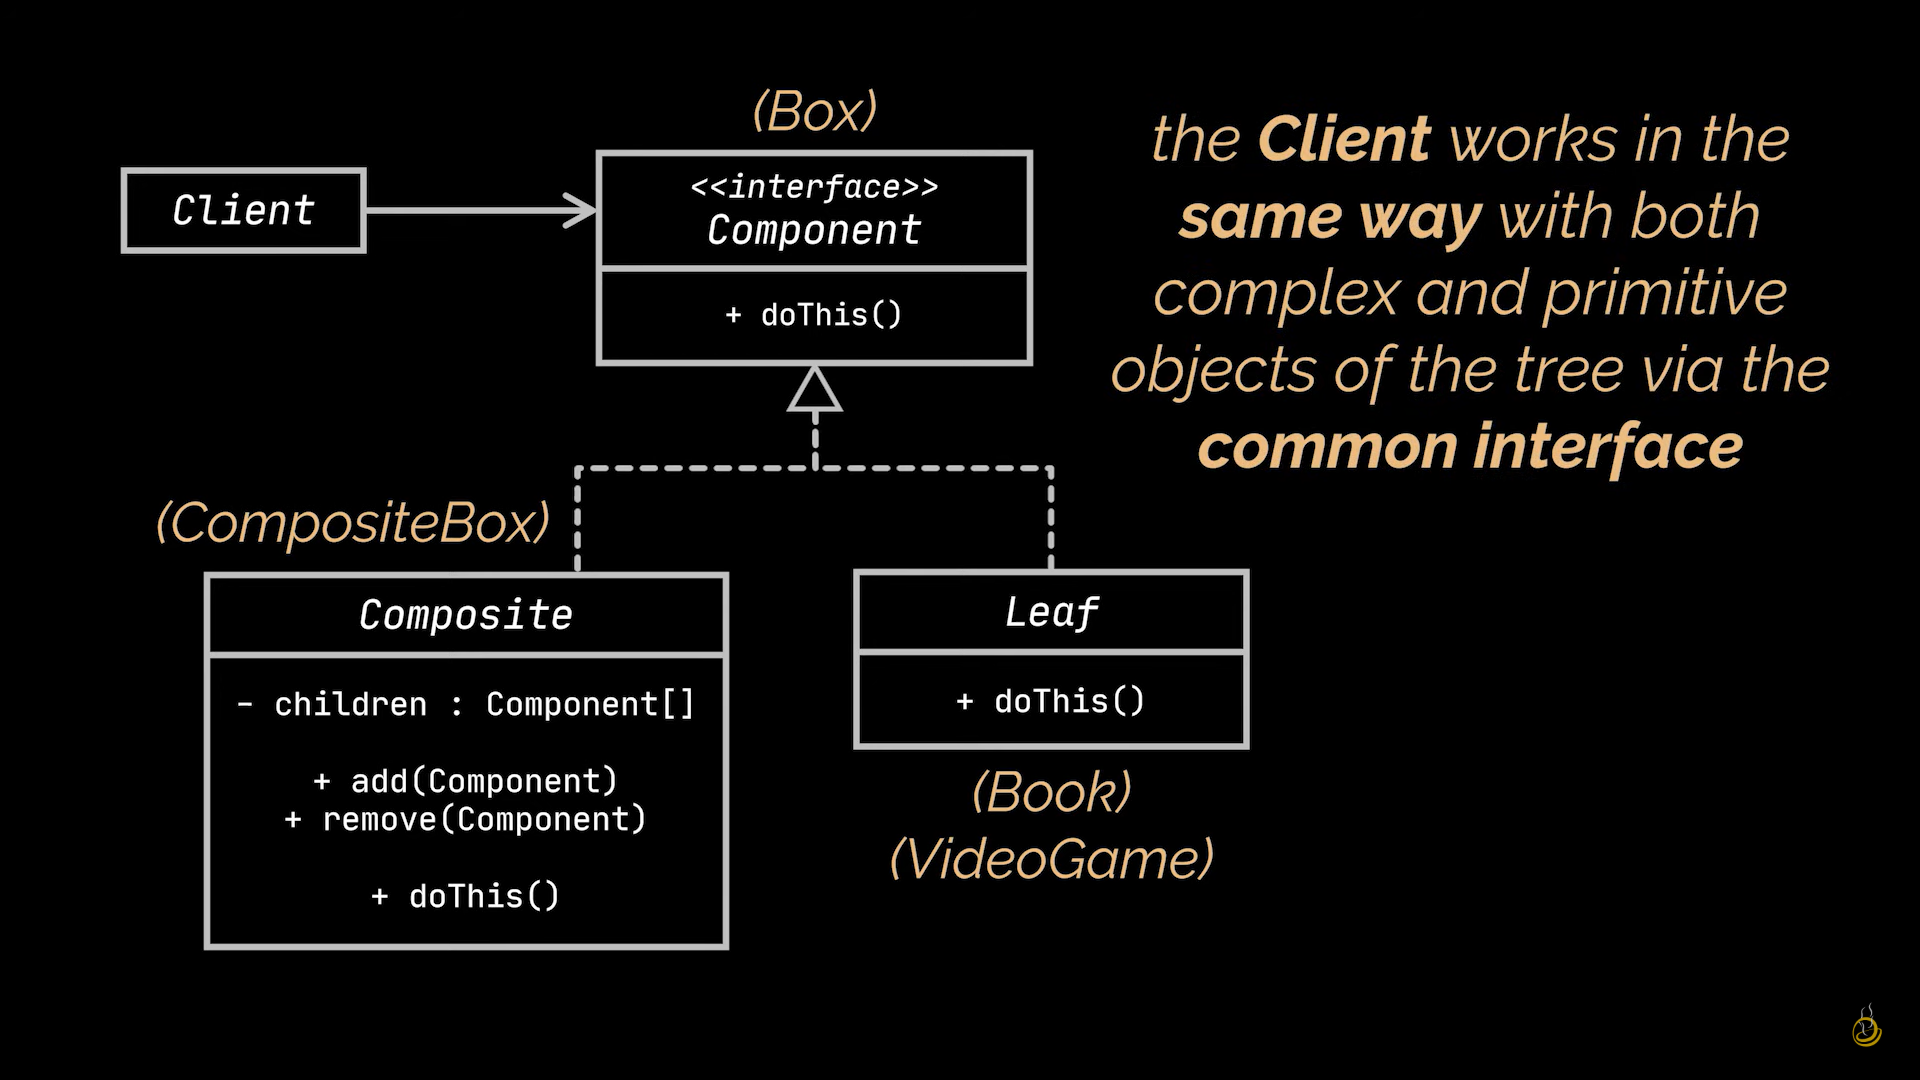 (Box)
Client
<<interface>>
Component
+ doThis()
the Client works in the
same way with both
complex and primitive
objects of the tree via the
common interface
(CompositeBox)
Composite
- children : Component[]
+ add(Component)
+ remove(Component)
+ doThis()
Leaf
+ doThis()
(Book)
(VideoGame)